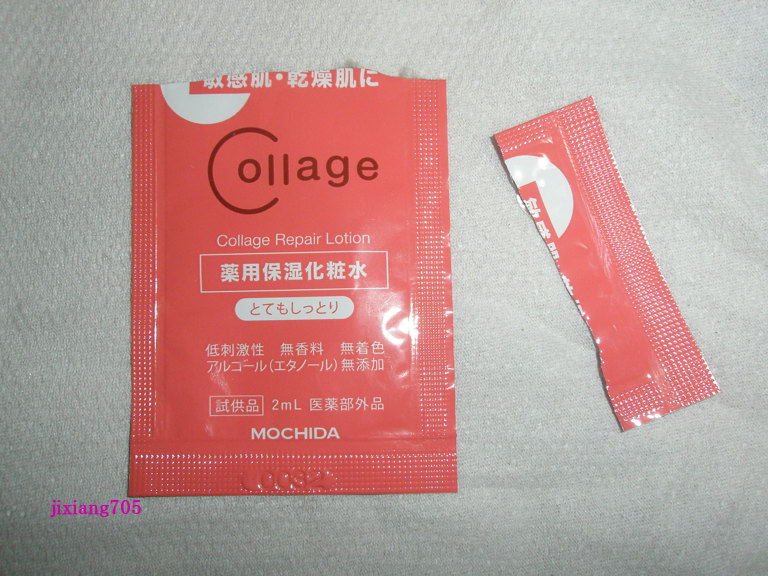 敏感肌・乾燥肌に
Collage
Collage Repair Lotion
薬用保湿化粧水
とてもしっとり
低刺激性 無香料 無着色
アルコール(エタノール)無添加
試供品 2mL 医薬部外品
MOCHIDA
jixiang705